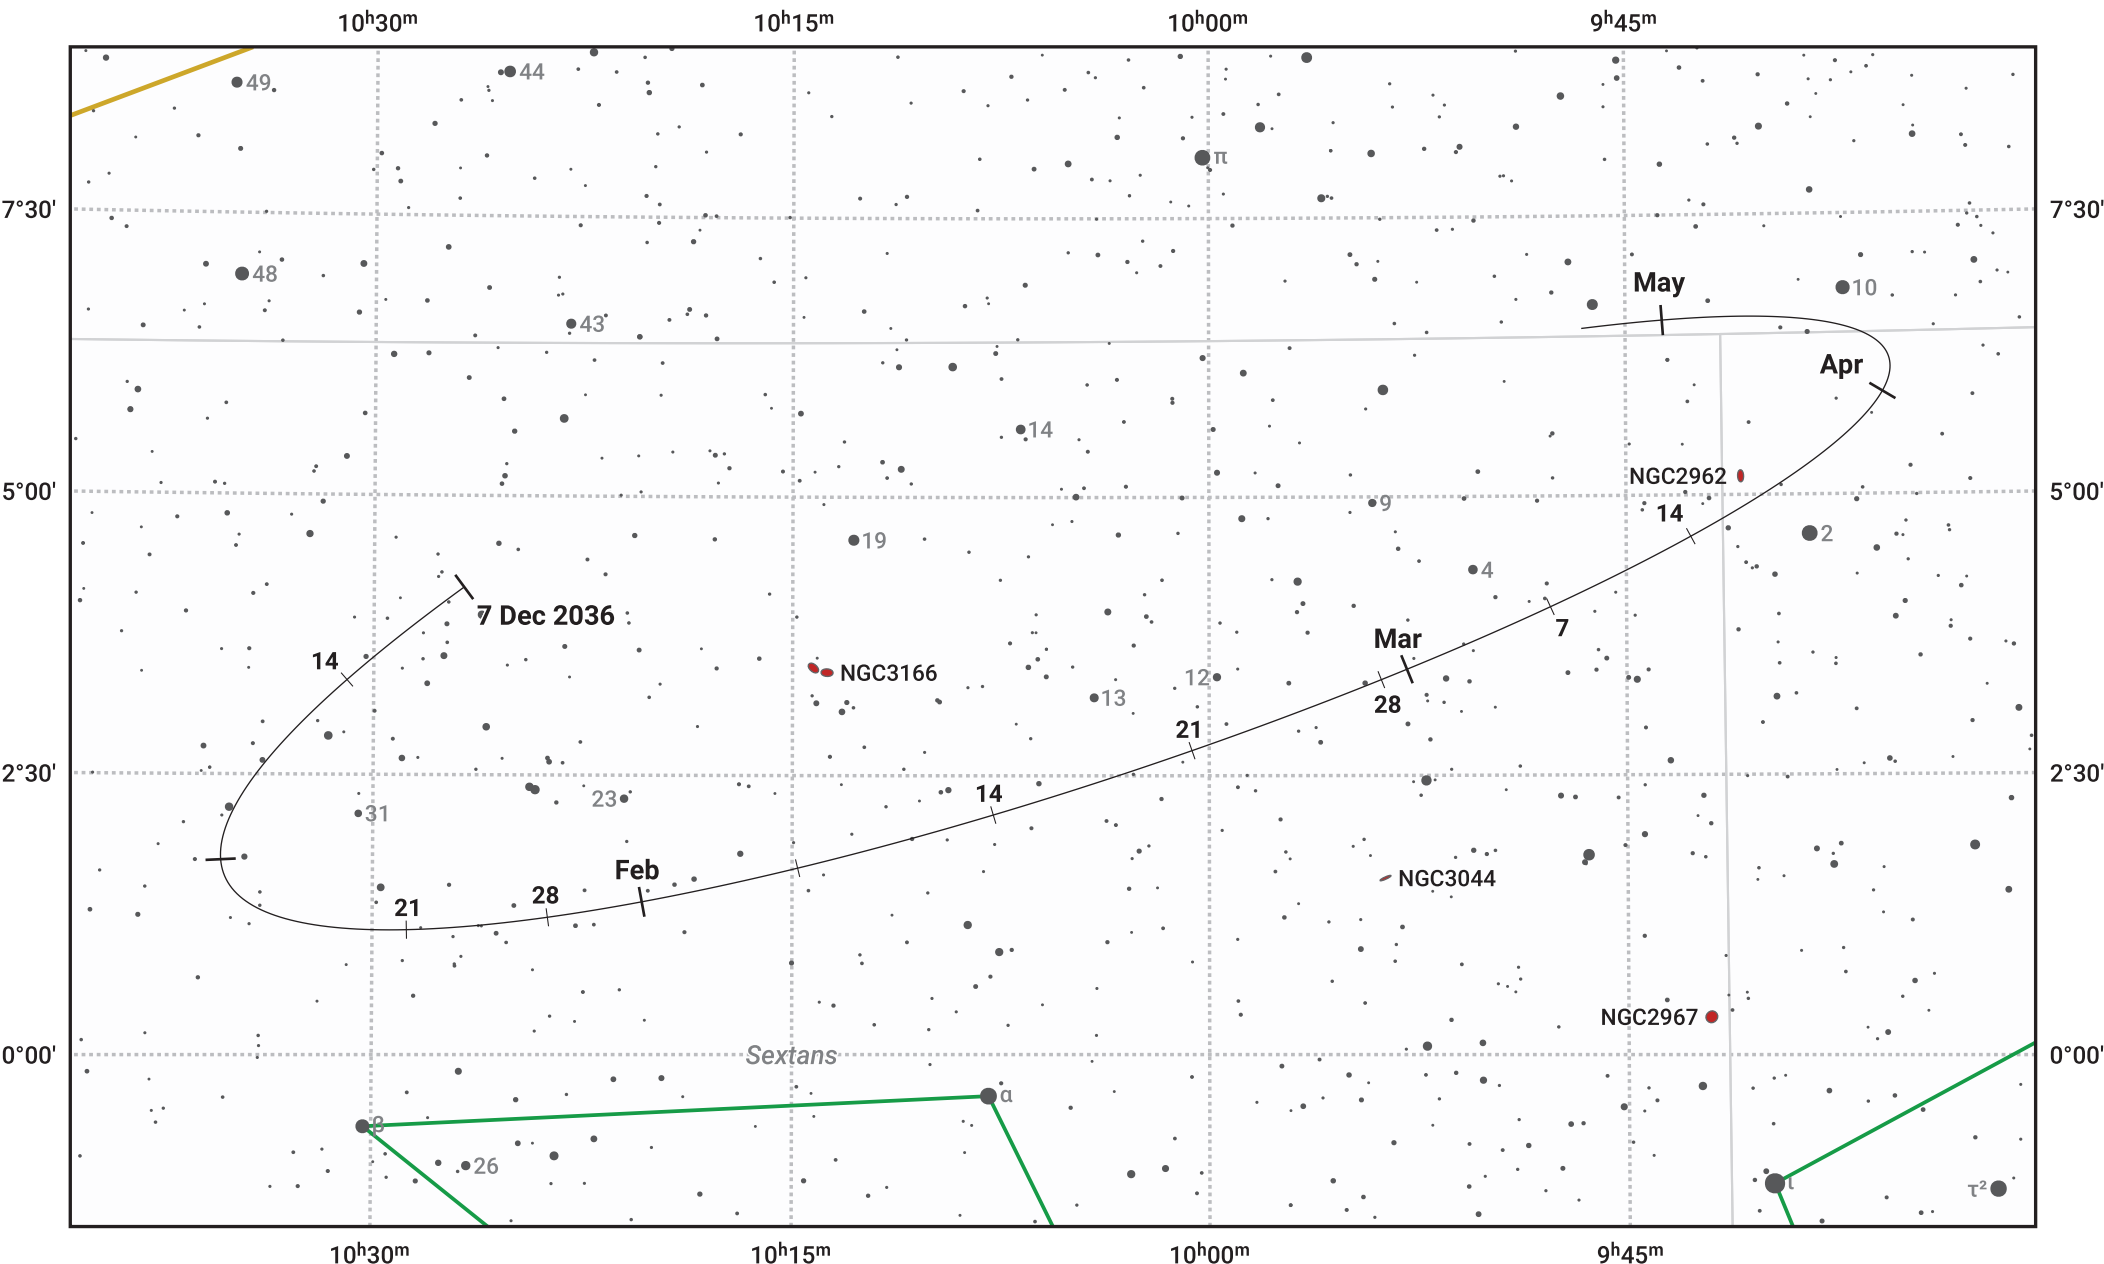 10ʰ30ᵐ 10ʰ15ᵐ 10ʰ00ᵐ 9ʰ45ᵐ
49 44
π
7°30' 7°30'
48 May 10
43
Apr
14
NGC2962
5°00' 9 5°00'
14
19 2
4
7 Dec 2036
7
Mar
14
NGC3166 12
13 28
21
2°30' 2°30'
14
23
31
Feb
NGC3044
28
21
NGC2967
0°00' Sextans 0°00'
α
β
26
ι τ²
10ʰ30ᵐ 10ʰ15ᵐ 10ʰ00ᵐ 9ʰ45ᵐ